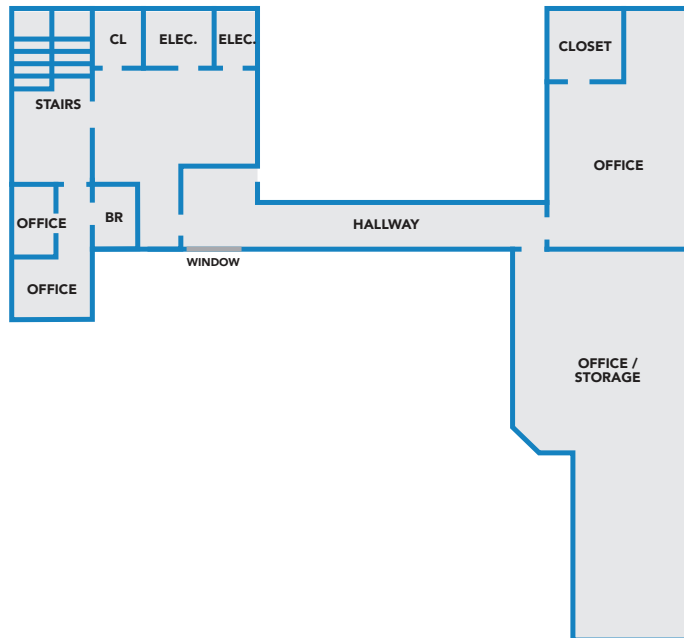 CL
ELEC.
ELEC.
CLOSET
STAIRS
OFFICE
BR
OFFICE
HALLWAY
WINDOW
OFFICE
OFFICE /
STORAGE